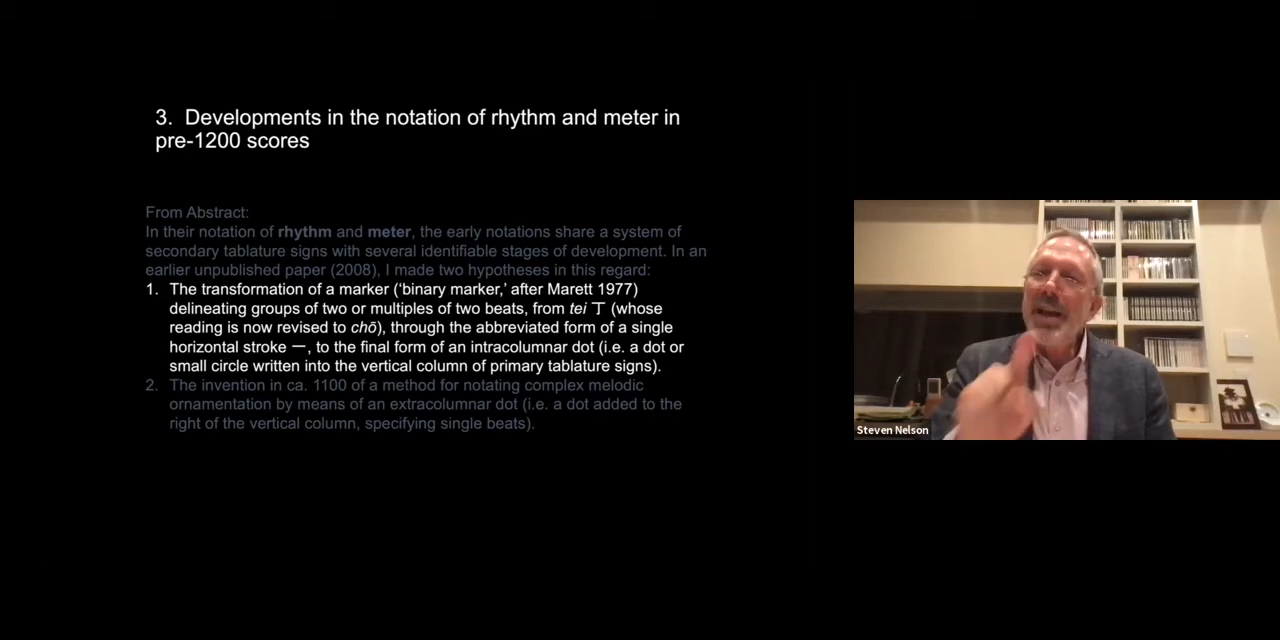 3. Developments in the notation of rhythm and meter in
pre-1200 scores
From Abstract:
In their notation of rhythm and meter, the early notations share a system of
secondary tablature signs with several identifiable stages of development. In an
earlier unpublished paper (2008), I made two hypotheses in this regard:
1. The transformation of a marker (‘binary marker,’ after Marett 1977)
delineating groups of two or multiples of two beats, from tei 丁 (whose
reading is now revised to chō), through the abbreviated form of a single
horizontal stroke 一, to the final form of an intracolumnar dot (i.e. a dot or
small circle written into the vertical column of primary tablature signs).
2. The invention in ca. 1100 of a method for notating complex melodic
ornamentation by means of an extracolumnar dot (i.e. a dot added to the
right of the vertical column, specifying single beats).
Steven Nelson